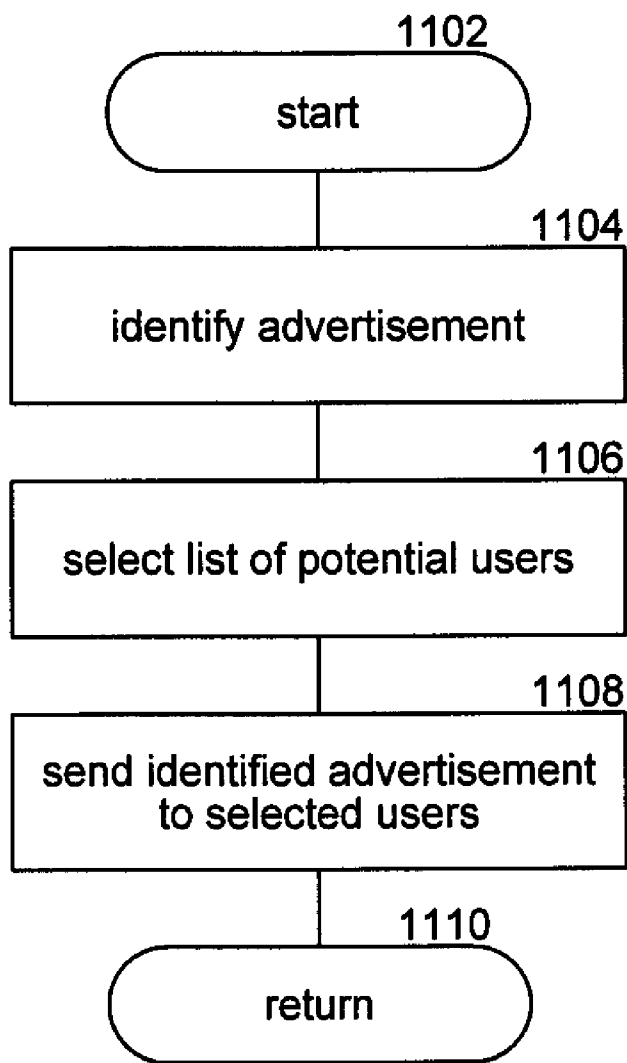 1102
start
1104
identify advertisement
1106
select list of potential users
1108
send identified advertisement
to selected users
1110
return